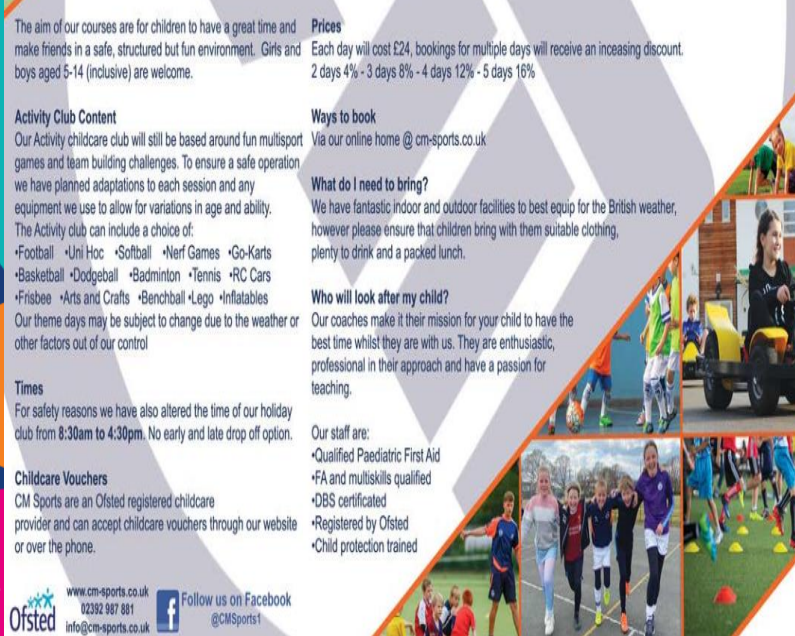 The aim of our courses are for children to have a great time and
make friends in a safe, structured but fun environment. Girls and
boys aged 5-14 (inclusive) are welcome.
Activity Club Content
Our Activity childcare club will still be based around fun multisport
games and team building challenges. To ensure a safe operation
we have planned adaptations to each session and any
equipment we use to allow for variations in age and ability.
The Activity club can include a choice of:
•Football •Uni Hoc •Softball •Nerf Games •Go-Karts
•Basketball •Dodgeball •Badminton •Tennis •RC Cars
•Frisbee •Arts and Crafts •Benchball •Lego •Inflatables
Our theme days may be subject to change due to the weather or
other factors out of our control
Times
For safety reasons we have also altered the time of our holiday
club from 8:30am to 4:30pm. No early and late drop off option.
Childcare Vouchers
CM Sports are an Ofsted registered childcare
provider and can accept childcare vouchers through our website
or over the phone.
Ofsted
www.cm-sports.co.uk
02392 987 881
info@cm-sports.co.uk
Follow us on Facebook
@CMSports1
Prices
Each day will cost £24, bookings for multiple days will receive an inceasing discount.
2 days 4% - 3 days 8% - 4 days 12% - 5 days 16%
Ways to book
Via our online home @ cm-sports.co.uk
What do I need to bring?
We have fantastic indoor and outdoor facilities to best equip for the British weather,
however please ensure that children bring with them suitable clothing,
plenty to drink and a packed lunch.
Who will look after my child?
Our coaches make it their mission for your child to have the
best time whilst they are with us. They are enthusiastic,
professional in their approach and have a passion for
teaching.
Our staff are:
•Qualified Paediatric First Aid
•FA and multiskills qualified
•DBS certificated
•Registered by Ofsted
•Child protection trained